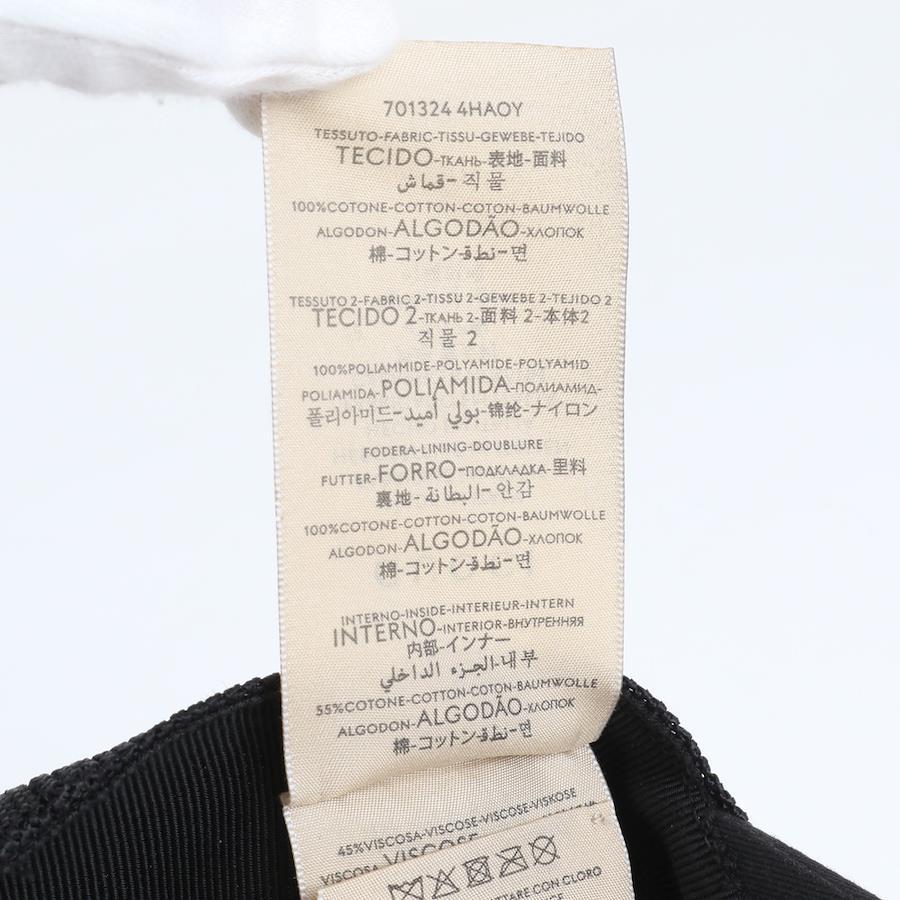 701324 4HAOY
TESSUTO-FABRIC-TISSU-GEWEBE-TEJIDO
TECIDO-ТКАНЬ-表地-面料
قماش-직물
100%COTONE-COTTON-COTON-BAUMWOLLE
ALGODON-ALGODÃO-ХЛОПОК
棉-コットン-نطق-면
TESSUTO 2-FABRIC 2-TISSU 2-GEWEBE 2-TEJIDO 2
TECIDO 2-ТКАНЬ 2-面料 2-本体2
직물 2
100%POLIAMMIDE-POLYAMIDE-POLYAMID
POLIAMIDA-POLIAMIDA-ПОЛИАМИД-
폴리아미드-بولي أميد-锦纶-ナイロン
FODERA-LINING-DOUBLURE
FUTTER-FORRO-ПОДКЛАДКА-里料
裏地-البطانة-안감
100%COTONE-COTTON-COTON-BAUMWOLLE
ALGODON-ALGODÃO-ХЛОПОК
棉-コットン-نطق-면
INTERNO-INSIDE-INTERIEUR-INTERN
INTERNO-INTERIOR-ВНУТРЕННЯЯ
内部-インナー
الجزء الداخلي-내부
55%COTONE-COTTON-COTON-BAUMWOLLE
ALGODON-ALGODÃO-ХЛОПОК
棉-コットン-نطق-면
45%VISCOSA-VISCOSE-VISCOSE-VISKOSE
VISCOSE
TTARE CON CLORO